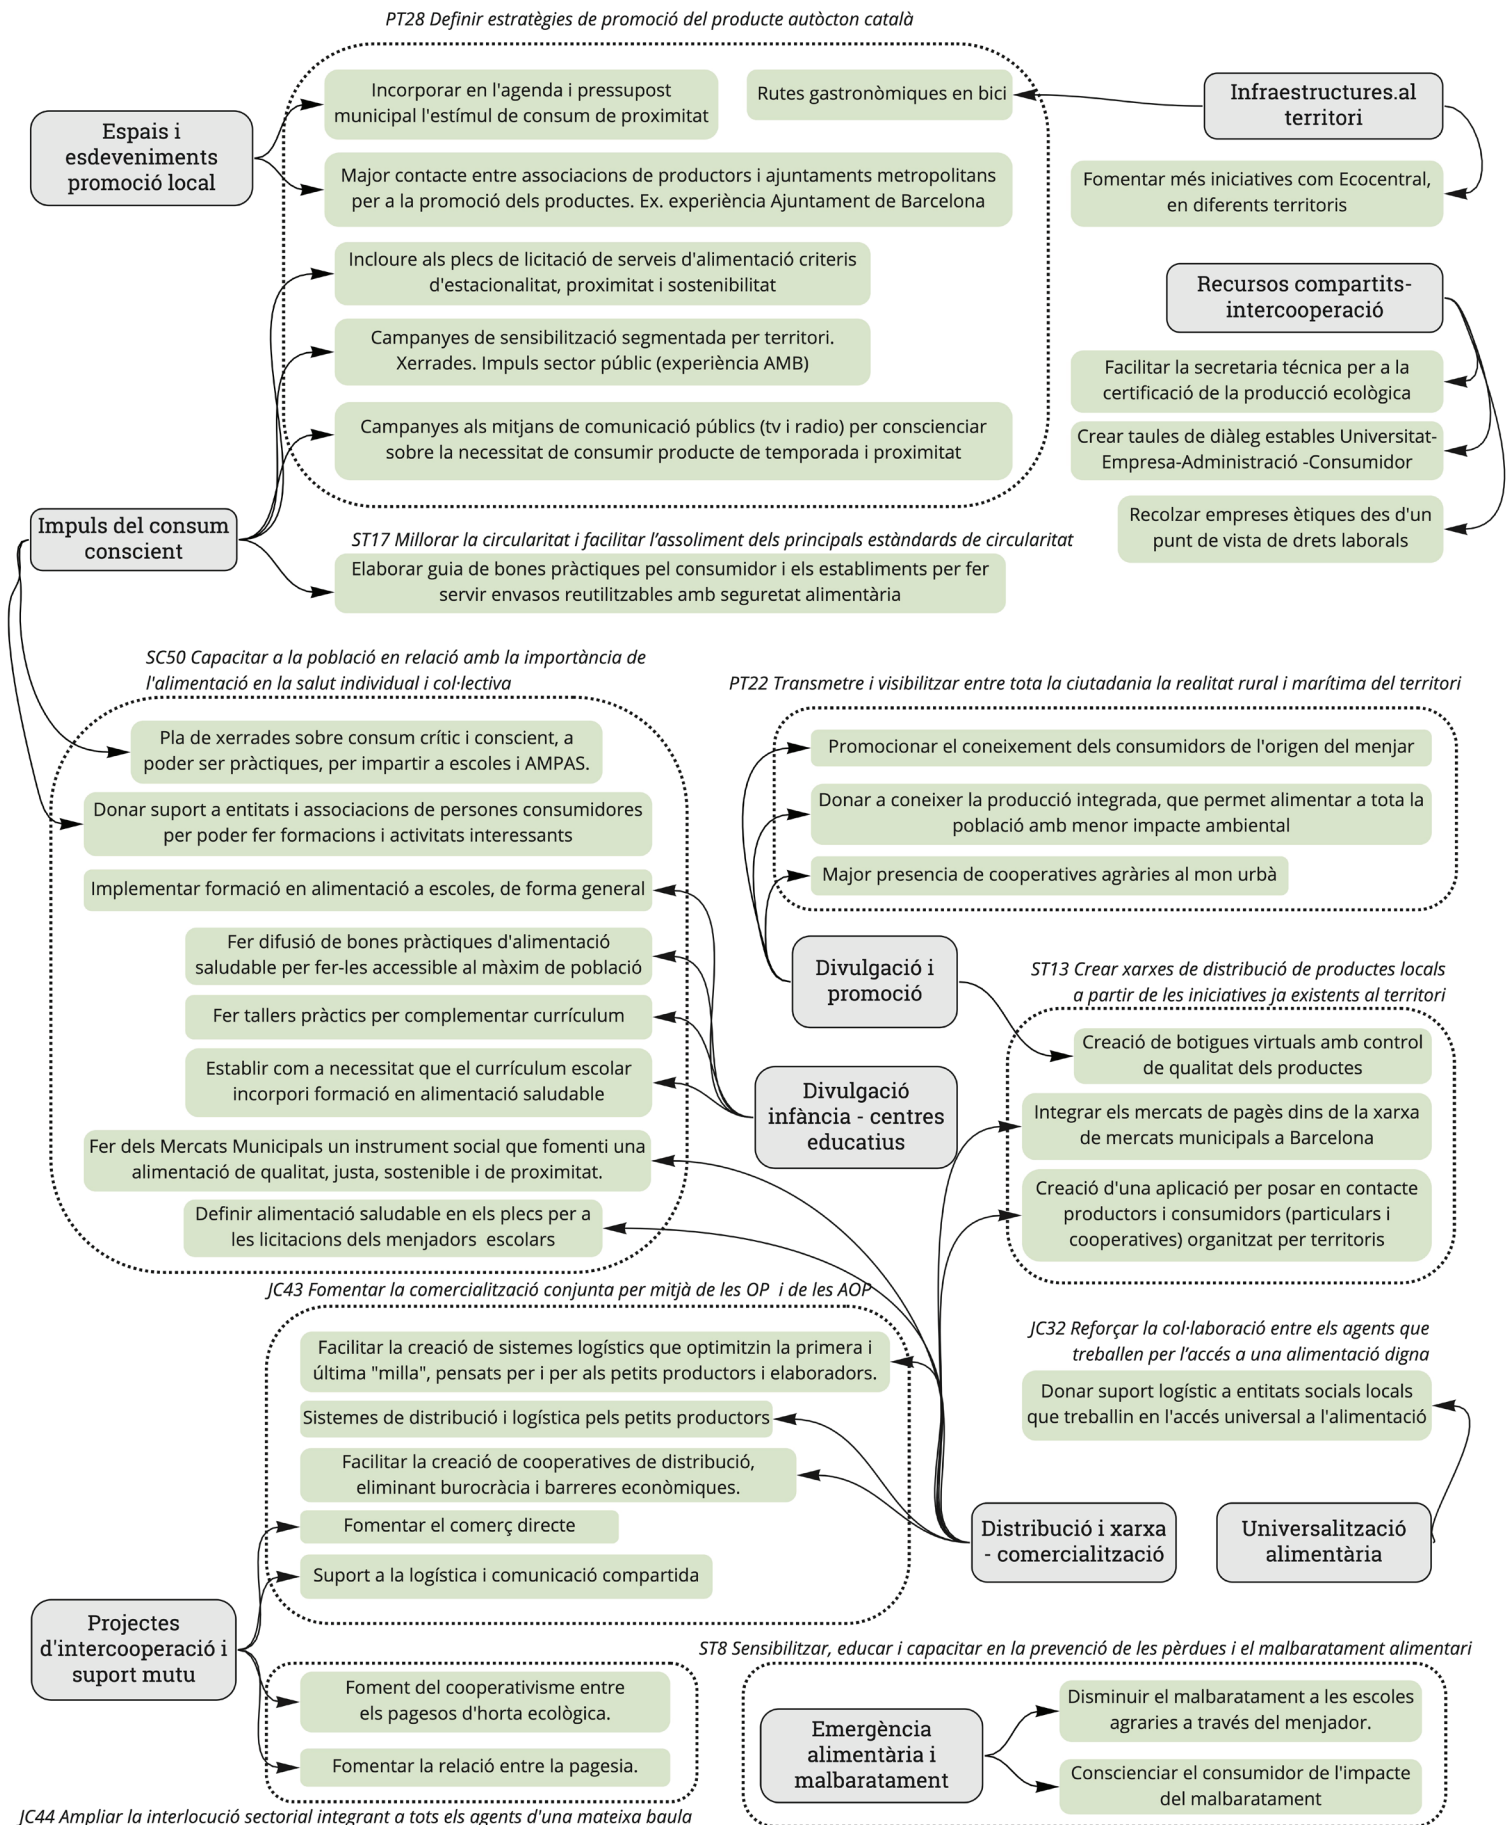 PT28 Definir estratègies de promoció del producte autòcton català
Espais i
esdeveniments
promoció local
Incorporar en l'agenda i pressupost
municipal l'estímul de consum de proximitat
Rutes gastronòmiques en bici
Infraestructures.al
territori
Major contacte entre associacions de productors i ajuntaments metropolitans
per a la promoció dels productes. Ex. experiència Ajuntament de Barcelona
Fomentar més iniciatives com Ecocentral,
en diferents territoris
Incloure als plecs de licitació de serveis d'alimentació criteris
d'estacionalitat, proximitat i sostenibilitat
Recursos compartits-
intercooperació
Campanyes de sensibilització segmentada per territori.
Xerrades. Impuls sector públic (experiència AMB)
Facilitar la secretaria técnica per a la
certificació de la producció ecològica
Campanyes als mitjans de comunicació públics (tv i radio) per conscienciar
sobre la necessitat de consumir producte de temporada i proximitat
Crear taules de diàleg estables Universitat-
Empresa-Administració -Consumidor
Recolzar empreses ètiques des d'un
punt de vista de drets laborals
Impuls del consum
conscient
ST17 Millorar la circularitat i facilitar l’assoliment dels principals estàndards de circularitat
Elaborar guia de bones pràctiques pel consumidor i els establiments per fer
servir envasos reutilitzables amb seguretat alimentària
SC50 Capacitar a la població en relació amb la importància de
l'alimentació en la salut individual i col·lectiva
Pla de xerrades sobre consum crític i conscient, a
poder ser pràctiques, per impartir a escoles i AMPAS.
Donar suport a entitats i associacions de persones consumidores
per poder fer formacions i activitats interessants
Implementar formació en alimentació a escoles, de forma general
Fer difusió de bones pràctiques d'alimentació
saludable per fer-les accessible al màxim de població
Fer tallers pràctics per complementar currículum
Establir com a necessitat que el currículum escolar
incorpori formació en alimentació saludable
Fer dels Mercats Municipals un instrument social que fomenti una
alimentació de qualitat, justa, sostenible i de proximitat.
Definir alimentació saludable en els plecs per a
les licitacions dels menjadors  escolars
PT22 Transmetre i visibilitzar entre tota la ciutadania la realitat rural i marítima del territori
Promocionar el coneixement dels consumidors de l'origen del menjar
Donar a coneixer la producció integrada, que permet alimentar a tota la
població amb menor impacte ambiental
Major presencia de cooperatives agràries al mon urbà
Divulgació i
promoció
ST13 Crear xarxes de distribució de productes locals
a partir de les iniciatives ja existents al territori
Creació de botigues virtuals amb control
de qualitat dels productes
Divulgació
infància - centres
educatius
Integrar els mercats de pagès dins de la xarxa
de mercats municipals a Barcelona
Creació d'una aplicació per posar en contacte
productors i consumidors (particulars i
cooperatives) organitzat per territoris
JC43 Fomentar la comercialització conjunta per mitjà de les OP  i de les AOP
Facilitar la creació de sistemes logístics que optimitzin la primera i
última "milla", pensats per i per als petits productors i elaboradors.
Sistemes de distribució i logística pels petits productors
Facilitar la creació de cooperatives de distribució,
eliminant burocràcia i barreres econòmiques.
Fomentar el comerç directe
Suport a la logística i comunicació compartida
JC32 Reforçar la col·laboració entre els agents que
treballen per l’accés a una alimentació digna
Donar suport logístic a entitats socials locals
que treballin en l'accés universal a l'alimentació
Distribució i xarxa
- comercialització
Universalització
alimentària
Projectes
d'intercooperació i
suport mutu
Foment del cooperativisme entre
els pagesos d'horta ecològica.
Fomentar la relació entre la pagesia.
JC44 Ampliar la interlocució sectorial integrant a tots els agents d'una mateixa baula
ST8 Sensibilitzar, educar i capacitar en la prevenció de les pèrdues i el malbaratament alimentari
Emergència
alimentària i
malbaratament
Disminuir el malbaratament a les escoles
agraries a través del menjador.
Conscienciar el consumidor de l'impacte
del malbaratament